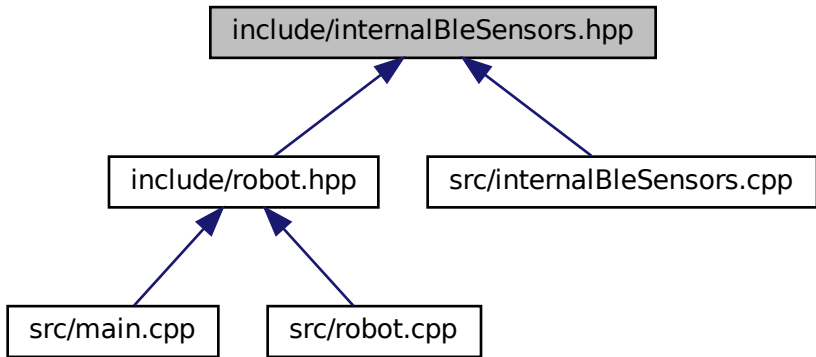 include/internalBleSensors.hpp
include/robot.hpp
src/internalBleSensors.cpp
src/main.cpp
src/robot.cpp